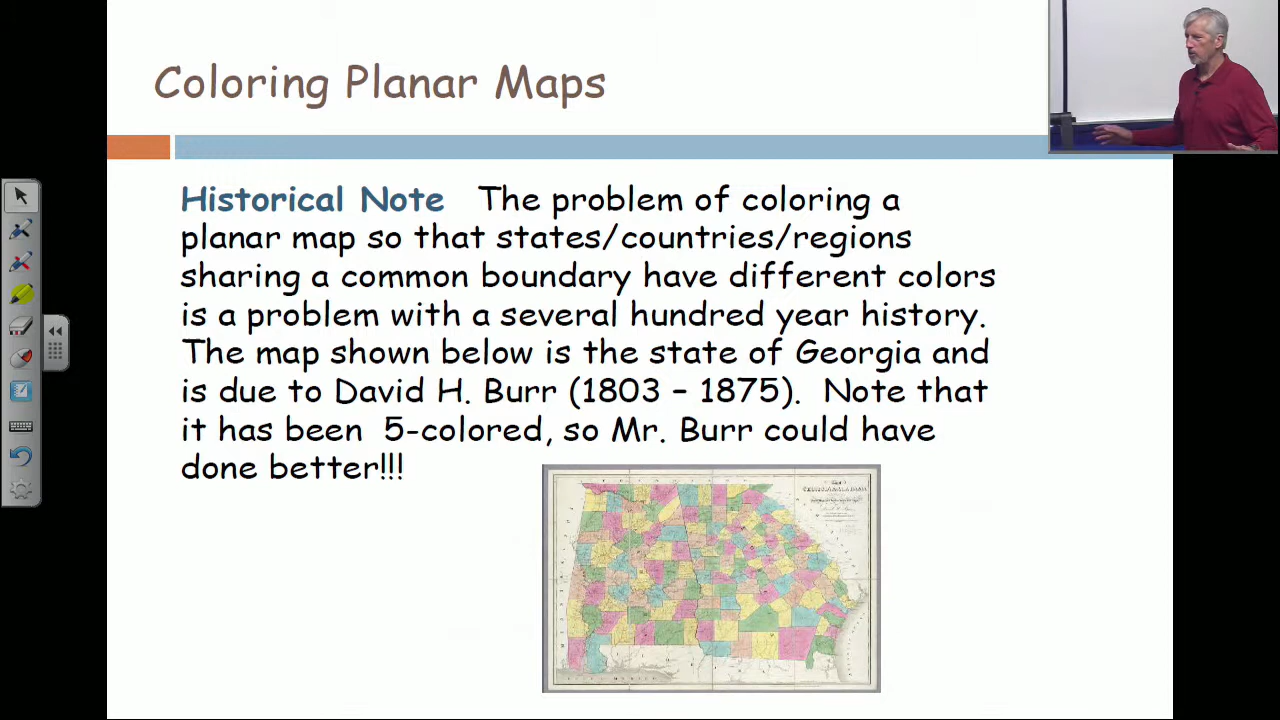 Coloring Planar Maps
Historical Note The problem of coloring a
planar map so that states/countries/regions
sharing a common boundary have different colors
is a problem with a several hundred year history.
The map shown below is the state of Georgia and
is due to David H. Burr (1803 – 1875). Note that
it has been 5-colored, so Mr. Burr could have
done better!!!